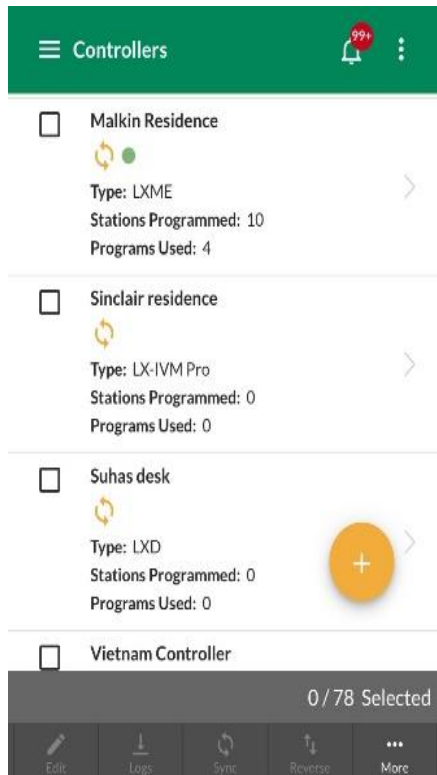 Controllers
99+
Malkin Residence
Type: LXME
Stations Programmed: 10
Programs Used: 4
Sinclair residence
Type: LX-IVM Pro
Stations Programmed: 0
Programs Used: 0
Suhas desk
Type: LXD
Stations Programmed: 0
Programs Used: 0
+
Vietnam Controller
0 / 78 Selected
Edit Logs Sync Reverse More